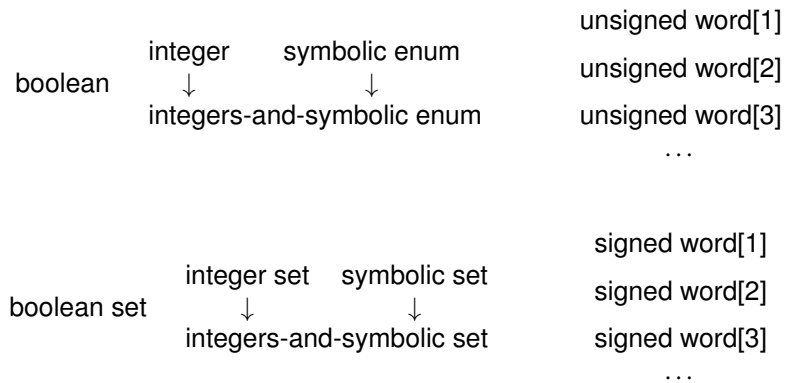 unsigned word[1]
integer symbolic enum
unsigned word[2]
boolean ↓ ↓
integers-and-symbolic enum unsigned word[3]
...
signed word[1]
integer set symbolic set
signed word[2]
boolean set ↓ ↓
integers-and-symbolic set signed word[3]
...